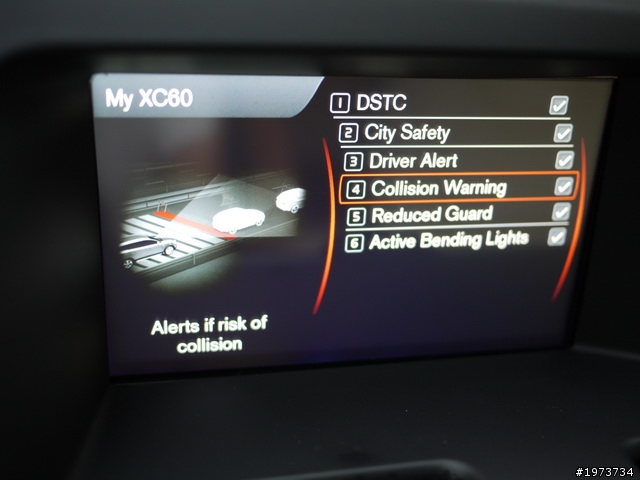 My XC60
1 DSTC
2 City Safety
3 Driver Alert
4 Collision Warning
5 Reduced Guard
6 Active Bending Lights
Alerts if risk of
collision
#1973734